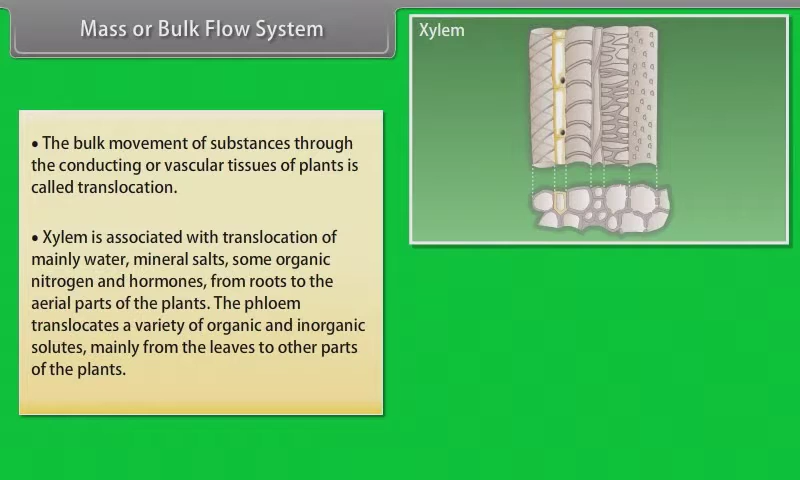 Mass or Bulk Flow System
Xylem
• The bulk movement of substances through
the conducting or vascular tissues of plants is
called translocation.
• Xylem is associated with translocation of
mainly water, mineral salts, some organic
nitrogen and hormones, from roots to the
aerial parts of the plants. The phloem
translocates a variety of organic and inorganic
solutes, mainly from the leaves to other parts
of the plants.